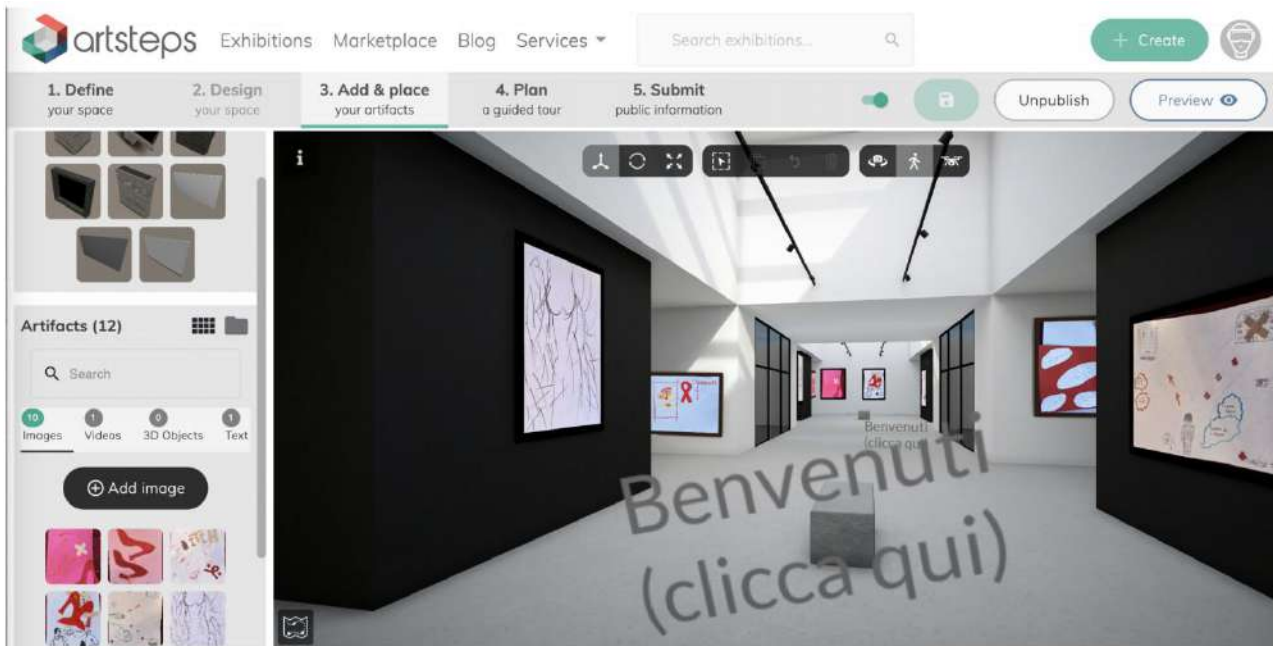 artsteps
Exhibitions Marketplace Blog Services
Search exhibitions...
+ Create
1. Define
your space
2. Design
your space
3. Add & place
your artifacts
4. Plan
a guided tour
5. Submit
public information
Unpublish
Preview
i
Artifacts (12)
Search
10 1 0 1
Images Videos 3D Objects Text
Add image
Benvenuti
(clicca qui)
Benvenuti
(clicca qui)